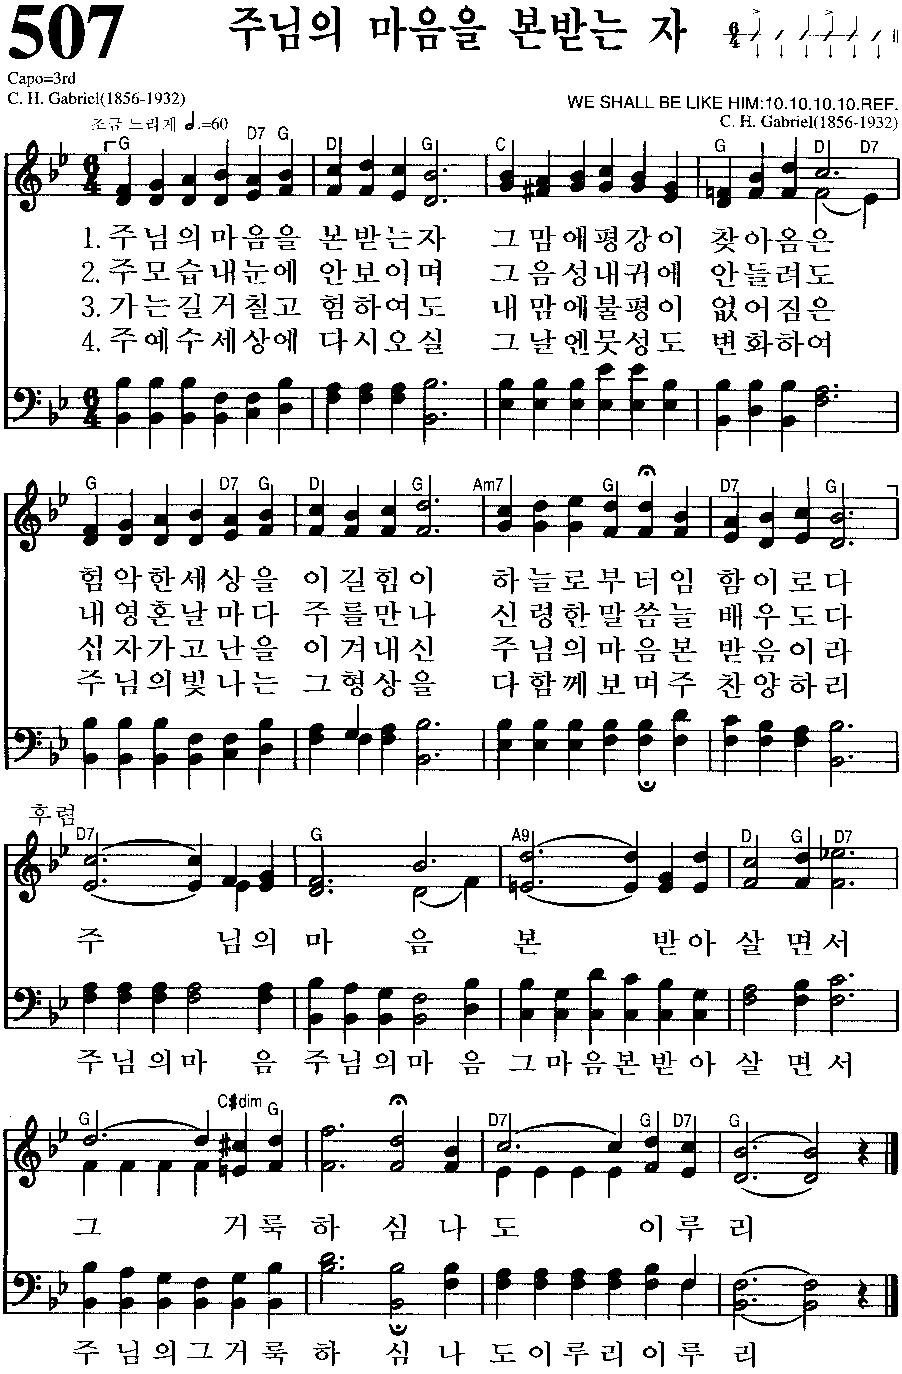 507 주님의 마음을 본받는 자 6/4
Capo=3rd
C. H. Gabriel(1856-1932)
WE SHALL BE LIKE HIM:10.10.10.10.REF.
C. H. Gabriel(1856-1932)
조금 느리게 𝅗𝅥.=60
G D7 G D G C G D D7
1. 주님의마음을 본받는자 그맘에평강이 찾아옴은
2. 주모습내눈에 안보이며 그음성내귀에 안들려도
3. 가는길거칠고 험하여도 내맘에불평이 없어짐은
4. 주예수세상에 다시오실 그날엔뭇성도 변화하여
G D7 G D G Am7 G D7 G
험악한세상을 이길힘이 하늘로부터임 함이로다
내영혼날마다 주를만나 신령한말씀늘 배우도다
십자가고난을 이겨내신 주님의마음본 받음이라
주님의빛나는 그형상을 다함께보며주 찬양하리
후렴
D7 G A9 D G D7
주 님의 마 음 본 받아 살 면서
주님의마 음 주님의마 음 그마음본받아 살 면서
G C#dim G D7 G D7 G
그 거룩하 심 나 도 이루리
주님의그거룩 하 심 나 도이루리이루 리